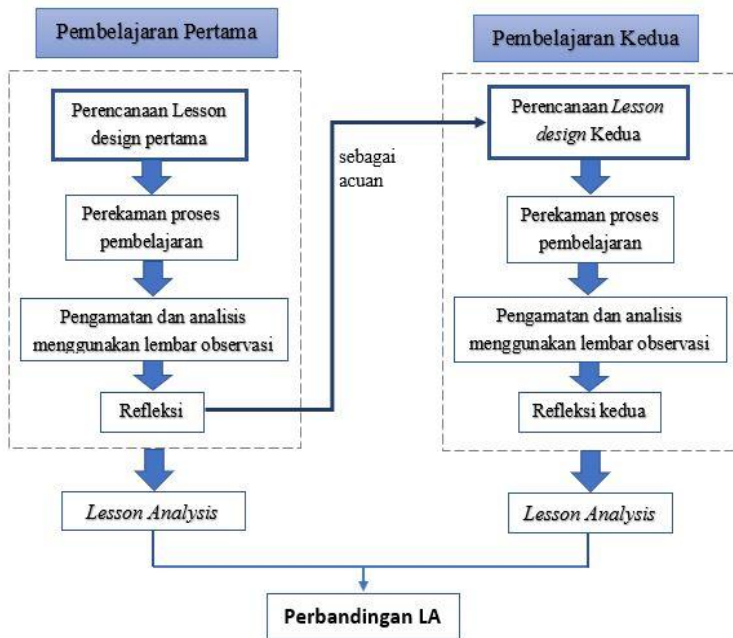 Pembelajaran Pertama
Perencanaan Lesson
design pertama
Perekaman proses
pembelajaran
Pengamatan dan analisis
menggunakan lembar observasi
Refleksi
Lesson Analysis
sebagai
acuan
Pembelajaran Kedua
Perencanaan Lesson
design Kedua
Perekaman proses
pembelajaran
Pengamatan dan analisis
menggunakan lembar observasi
Refleksi kedua
Lesson Analysis
Perbandingan LA